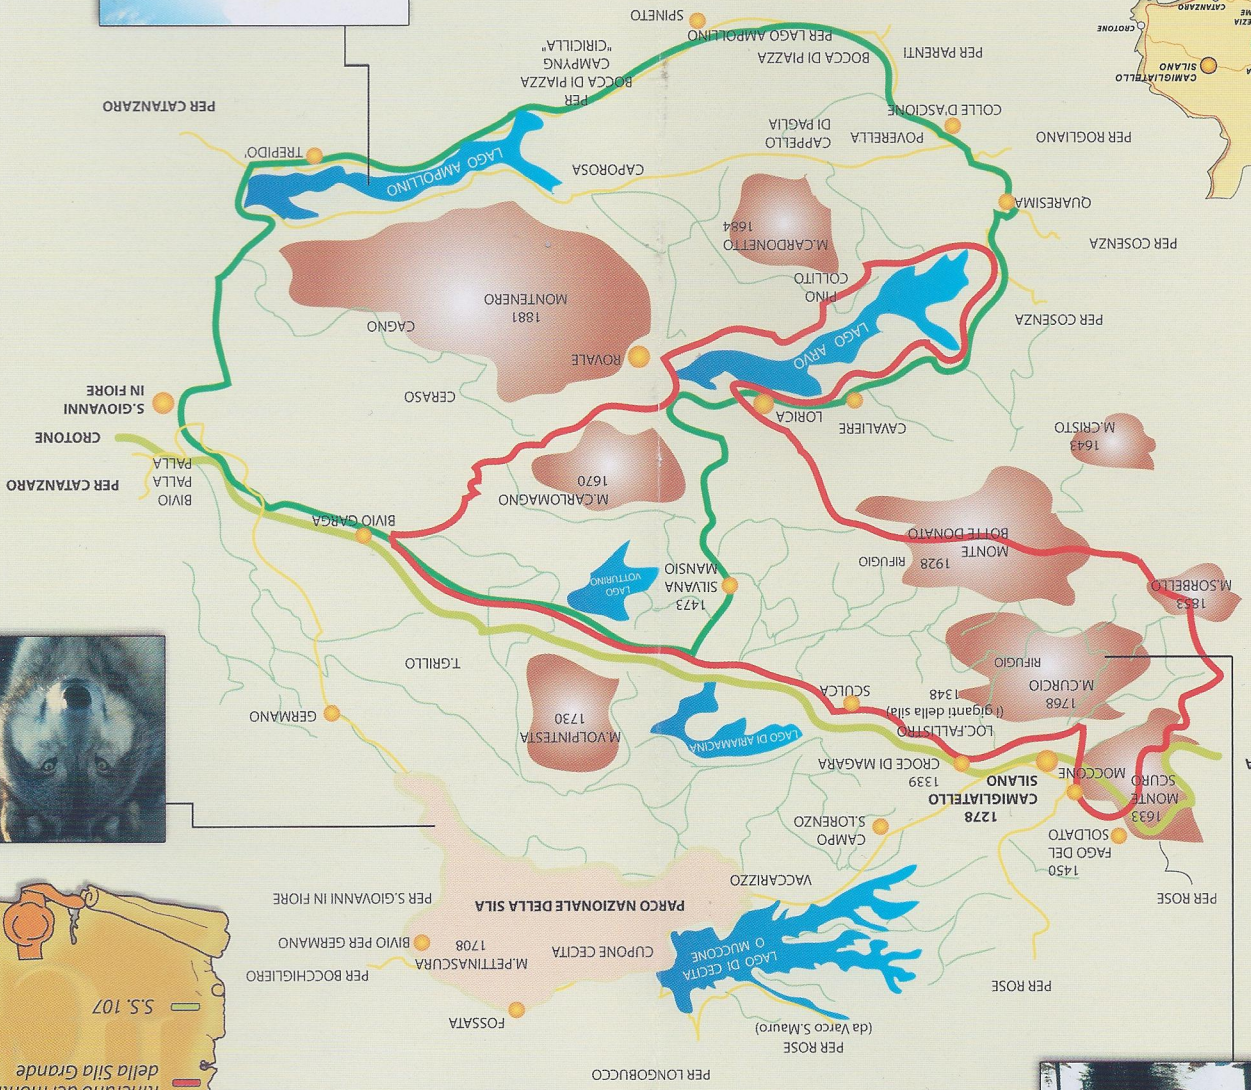 PER LONGOBUCCO
della Sila Grande
PER ROSE
(da Varco S.Mauro)
FOSSATA
S.S. 107
PER ROSE
LAGO DI CECITA
O MUCCONE
CUPONE CECITA
M.PETTINASCURA
1708
PER BOCCHIGLIERO
BIVIO PER GERMANO
PARCO NAZIONALE DELLA SILA
PER S.GIOVANNI IN FIORE
PER ROSE
VACCARIZZO
1450
FAGO DEL
SOLDATO
CAMPO
S.LORENZO
1633
MONTE
SCURO
MOCCONE
1278
CAMIGLIATELLO
SILANO
1339
CROCE DI MAGARA
LAGO DI ARIAMACINA
M.VOLPINTESTA
1730
GERMANO
LOC.FALLISTRO
(i giganti della sila)
1348
SCULCA
1768
M.CURCIO
RIFUGIO
T.GRILLO
1853
M.SORBELLO
1473
SILVANA
MANSIO
LAGO
VOTTURINO
1928
RIFUGIO
MONTE
BOTTE DONATO
BIVIO GARGA
M.CARLOMAGNO
1670
BIVIO
PALLA
PALLA
PER CATANZARO
CROTONE
1643
M.CRISTO
CAVALIERE
LORICA
S.GIOVANNI
IN FIORE
CERASO
LAGO ARVO
ROVALE
CAGNO
1881
MONTENERO
PER COSENZA
PINO
COLLITO
M.CARDONETTO
1684
PER COSENZA
QUARESIMA
LAGO AMPOLLINO
CAPOROSA
TREPIDO'
PER ROGLIANO
POVERELLA
CAPPELLO
DI PAGLIA
COLLE D'ASCIONE
PER CATANZARO
PER
BOCCA DI PIAZZA
CAMPYNG
"CIRICILLA"
PER PARENTI
BOCCA DI PIAZZA
PER LAGO AMPOLLINO
SPINETO
CAMIGLIATELLO
SILANO
CROTONE
CATANZARO